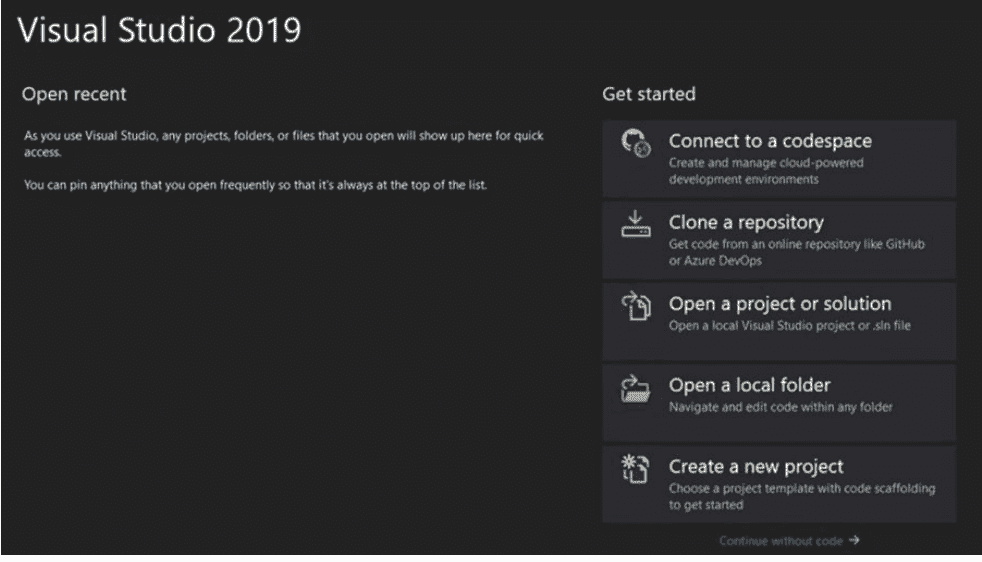 Visual Studio 2019
Open recent
As you use Visual Studio, any projects, folders, or files that you open will show up here for quick
access.
You can pin anything that you open frequently so that it's always at the top of the list.
Get started
Connect to a codespace
Create and manage cloud-powered
development environments
Clone a repository
Get code from an online repository like GitHub
or Azure DevOps
Open a project or solution
Open a local Visual Studio project or .sln file
Open a local folder
Navigate and edit code within any folder
Create a new project
Choose a project template with code scaffolding
to get started
Continue without code →